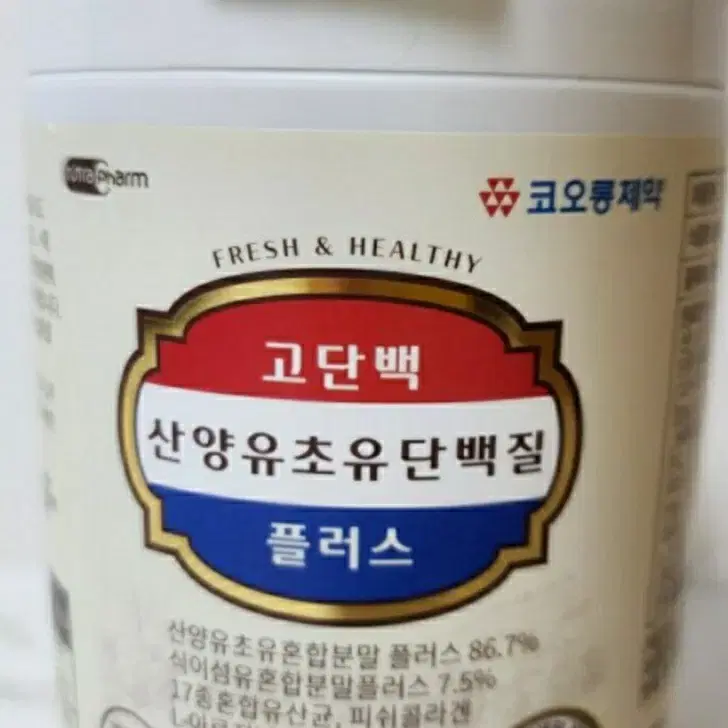 Pharm
코오롱제약
FRESH & HEALTHY
고단백
산양유초유단백질
플러스
산양유초유혼합분말 플러스 86.7%
식이섬유혼합분말플러스 7.5%
17종혼합유산균, 피쉬콜라겐